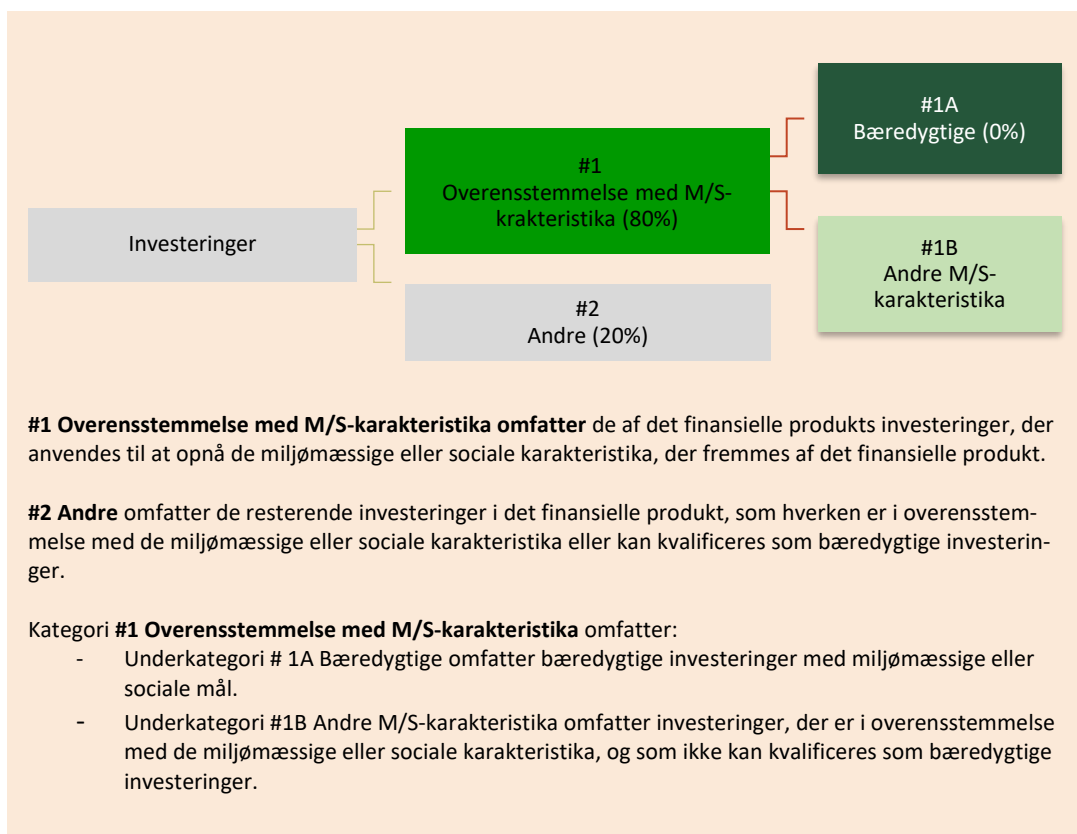 #1A
Bæredygtige (0%)
#1
Overensstemmelse med M/S-
krakteristika (80%)
Investeringer
#1B
Andre M/S-
karakteristika
#2
Andre (20%)
#1 Overensstemmelse med M/S-karakteristika omfatter de af det finansielle produkts investeringer, der
anvendes til at opnå de miljømæssige eller sociale karakteristika, der fremmes af det finansielle produkt.
#2 Andre omfatter de resterende investeringer i det finansielle produkt, som hverken er i overensstem-
melse med de miljømæssige eller sociale karakteristika eller kan kvalificeres som bæredygtige investerin-
ger.
Kategori #1 Overensstemmelse med M/S-karakteristika omfatter:
- Underkategori # 1A Bæredygtige omfatter bæredygtige investeringer med miljømæssige eller
sociale mål.
- Underkategori #1B Andre M/S-karakteristika omfatter investeringer, der er i overensstemmelse
med de miljømæssige eller sociale karakteristika, og som ikke kan kvalificeres som bæredygtige
investeringer.